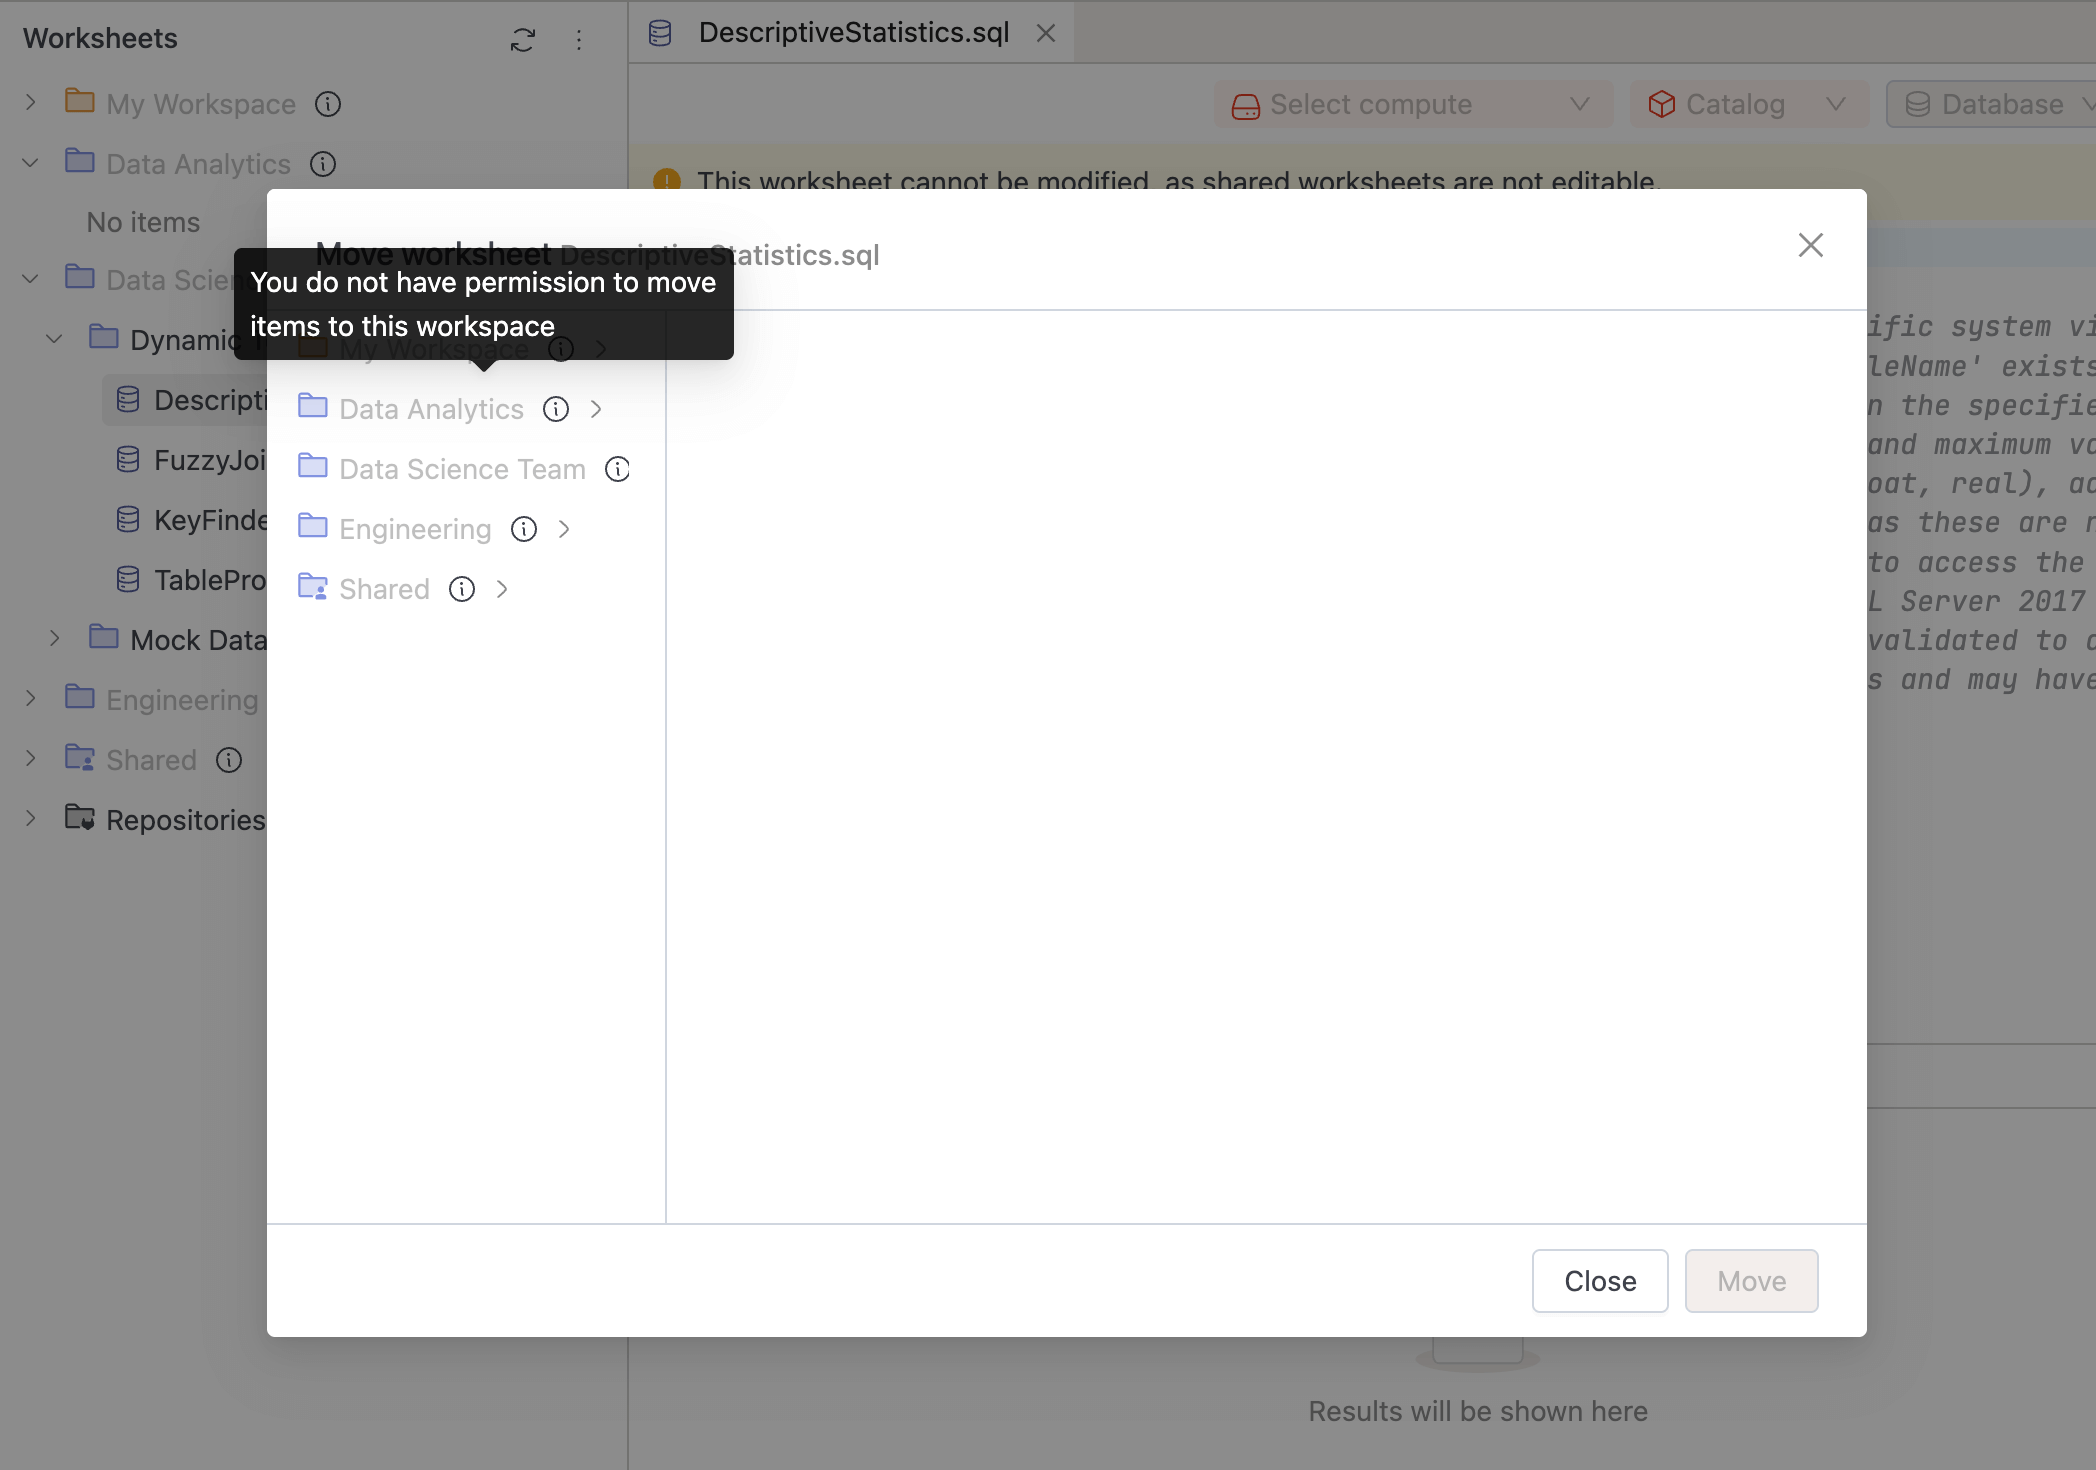 Worksheets
DescriptiveStatistics.sql
My Workspace
Select compute
Catalog
Database
Data Analytics
This worksheet cannot be modified, as shared worksheets are not editable.
No items
Move worksheet DescriptiveStatistics.sql
Data Scien
You do not have permission to move
items to this workspace
Dynamic
My Workspace
ific system vi
leName' exists
Descripti
Data Analytics
n the specifie
and maximum va
FuzzyJoi
Data Science Team
oat, real), ad
KeyFinde
Engineering
as these are n
to access the
TablePro
Shared
L Server 2017
Mock Data
validated to
s and may have
Engineering
Shared
Repositories
Close
Move
Results will be shown here